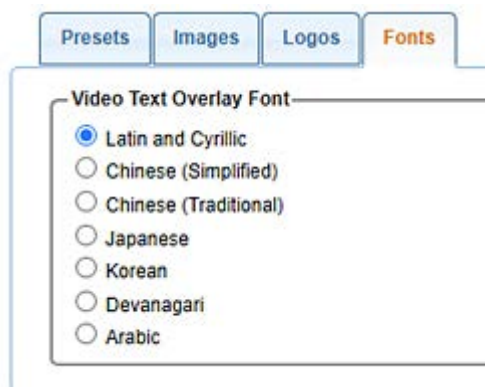 Presets Images Logos Fonts
Video Text Overlay Font
Latin and Cyrillic
Chinese (Simplified)
Chinese (Traditional)
Japanese
Korean
Devanagari
Arabic